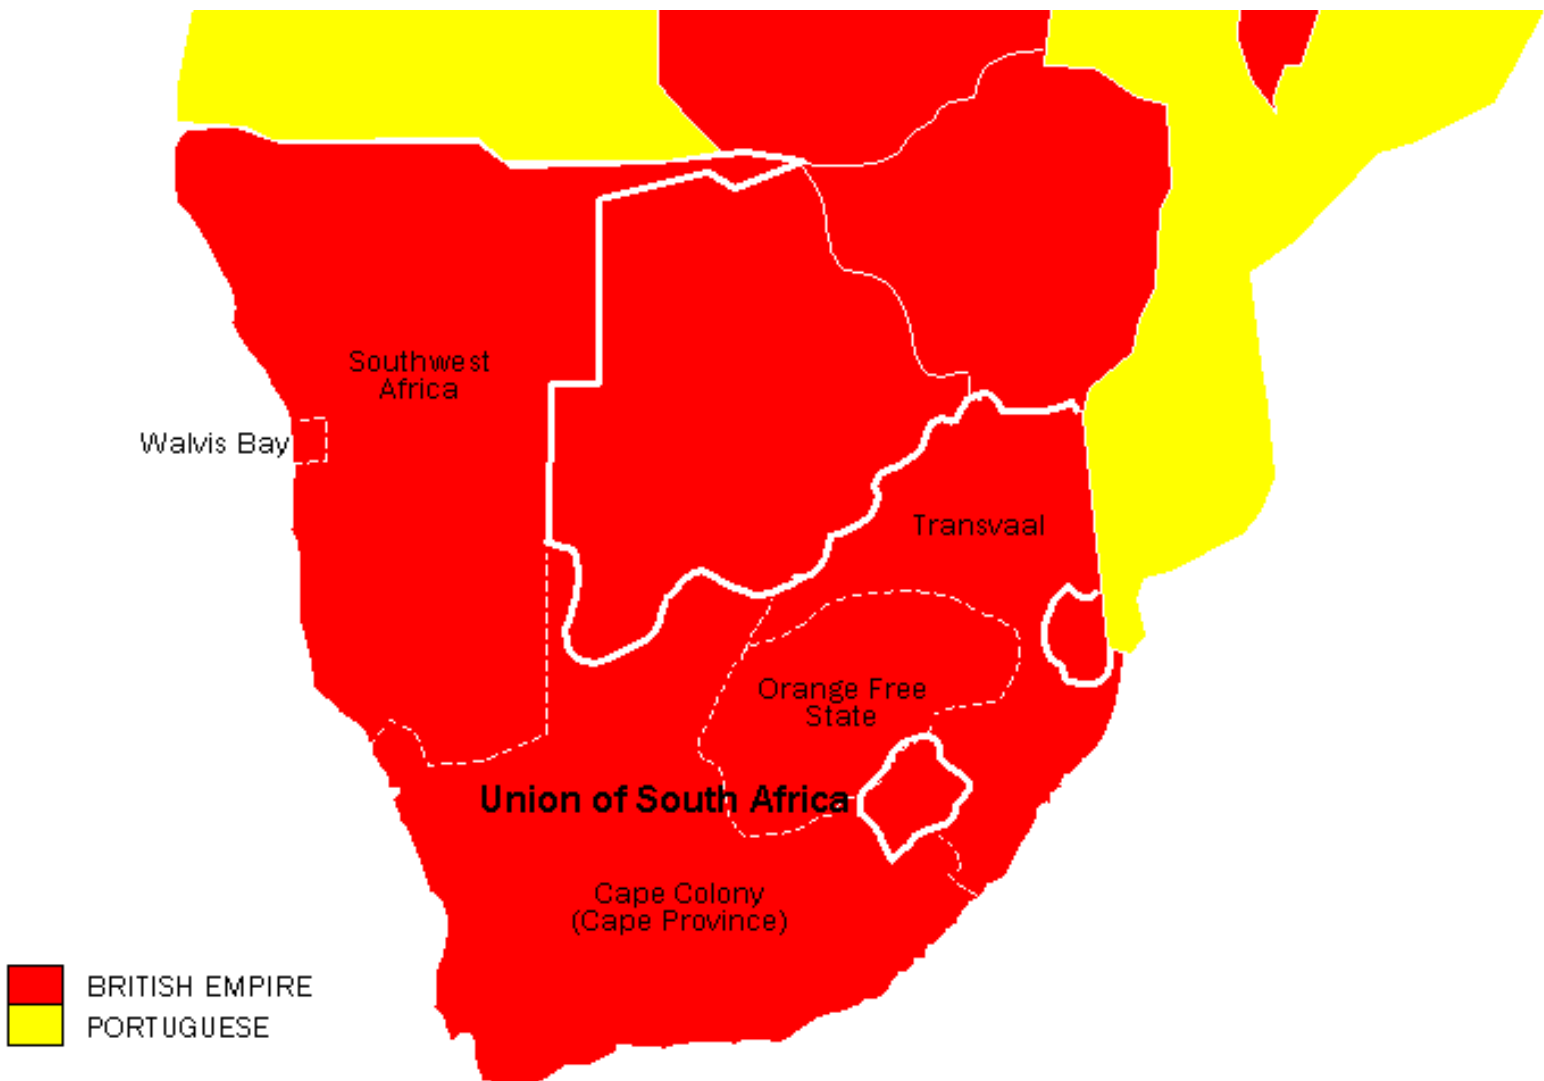 Southwest
Africa
Walvis Bay
Transvaal
Orange Free
State
Union of South Africa
Cape Colony
(Cape Province)
BRITISH EMPIRE
PORTUGUESE